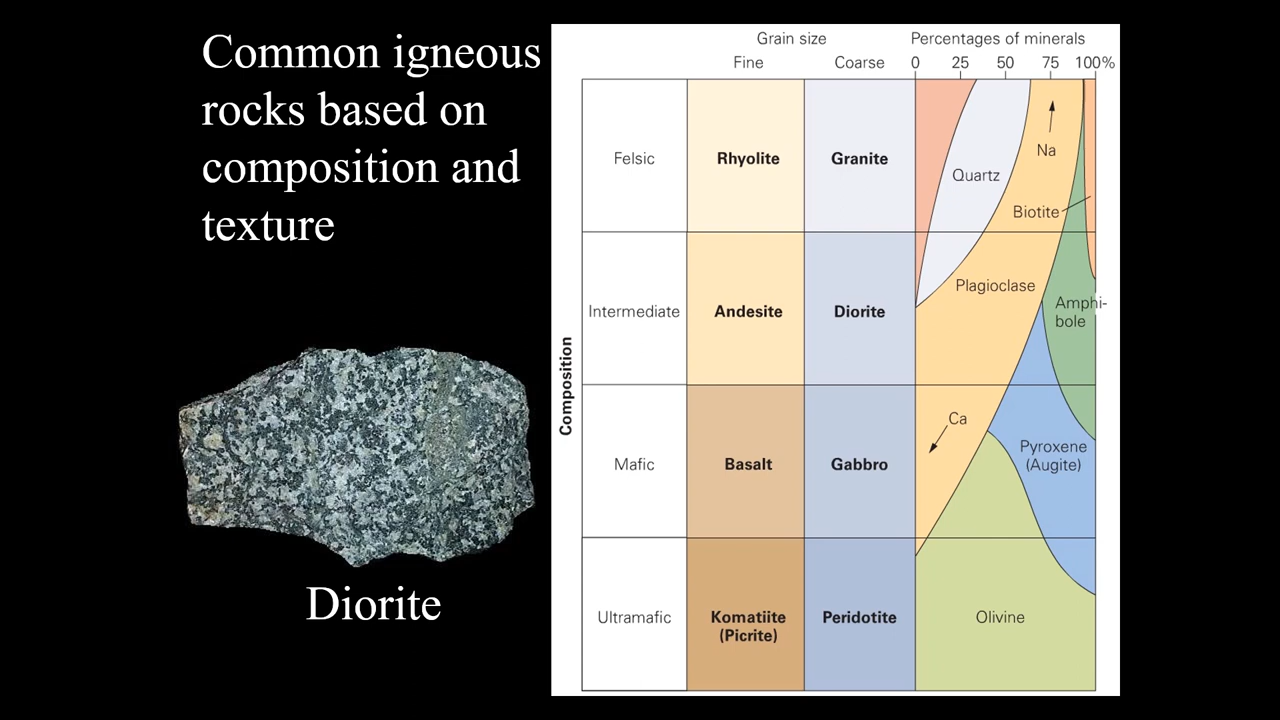 Common igneous
rocks based on
composition and
texture
Diorite
Grain size
Percentages of minerals
Fine
Coarse
0 25 50 75 100%
Composition
Felsic
Rhyolite
Granite
Quartz
Na
Biotite
Intermediate
Andesite
Diorite
Plagioclase
Amphi-
bole
Mafic
Basalt
Gabbro
Ca
Pyroxene
(Augite)
Ultramafic
Komatiite
(Picrite)
Peridotite
Olivine